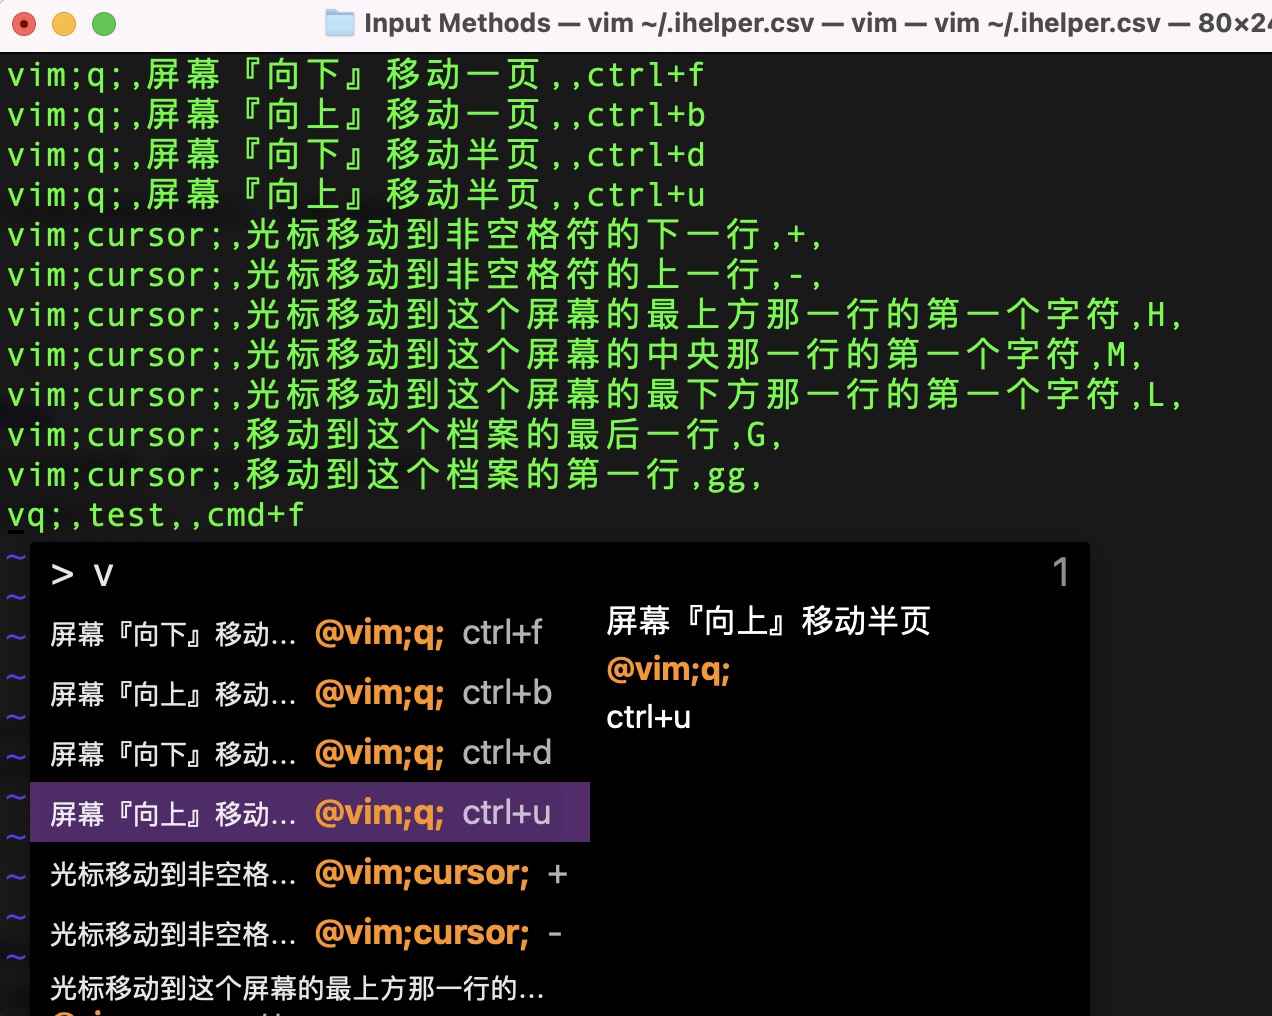 Input Methods — vim ~/.ihelper.csv — vim — vim ~/.ihelper.csv — 80×24
vim;q;,屏幕『向下』移动一页,,ctrl+f
vim;q;,屏幕『向上』移动一页,,ctrl+b
vim;q;,屏幕『向下』移动半页,,ctrl+d
vim;q;,屏幕『向上』移动半页,,ctrl+u
vim;cursor;,光标移动到非空格符的下一行,+,
vim;cursor;,光标移动到非空格符的上一行,-,
vim;cursor;,光标移动到这个屏幕的最上方那一行的第一个字符,H,
vim;cursor;,光标移动到这个屏幕的中央那一行的第一个字符,M,
vim;cursor;,光标移动到这个屏幕的最下方那一行的第一个字符,L,
vim;cursor;,移动到这个档案的最后一行,G,
vim;cursor;,移动到这个档案的第一行,gg,
vq;,test,,cmd+f
~
~
~
~
~
~
~
~
~
~
~
> v
1
屏幕『向下』移动... @vim;q; ctrl+f
屏幕『向上』移动... @vim;q; ctrl+b
屏幕『向下』移动... @vim;q; ctrl+d
屏幕『向上』移动... @vim;q; ctrl+u
光标移动到非空格... @vim;cursor; +
光标移动到非空格... @vim;cursor; -
光标移动到这个屏幕的最上方那一行的...
屏幕『向上』移动半页
@vim;q;
ctrl+u